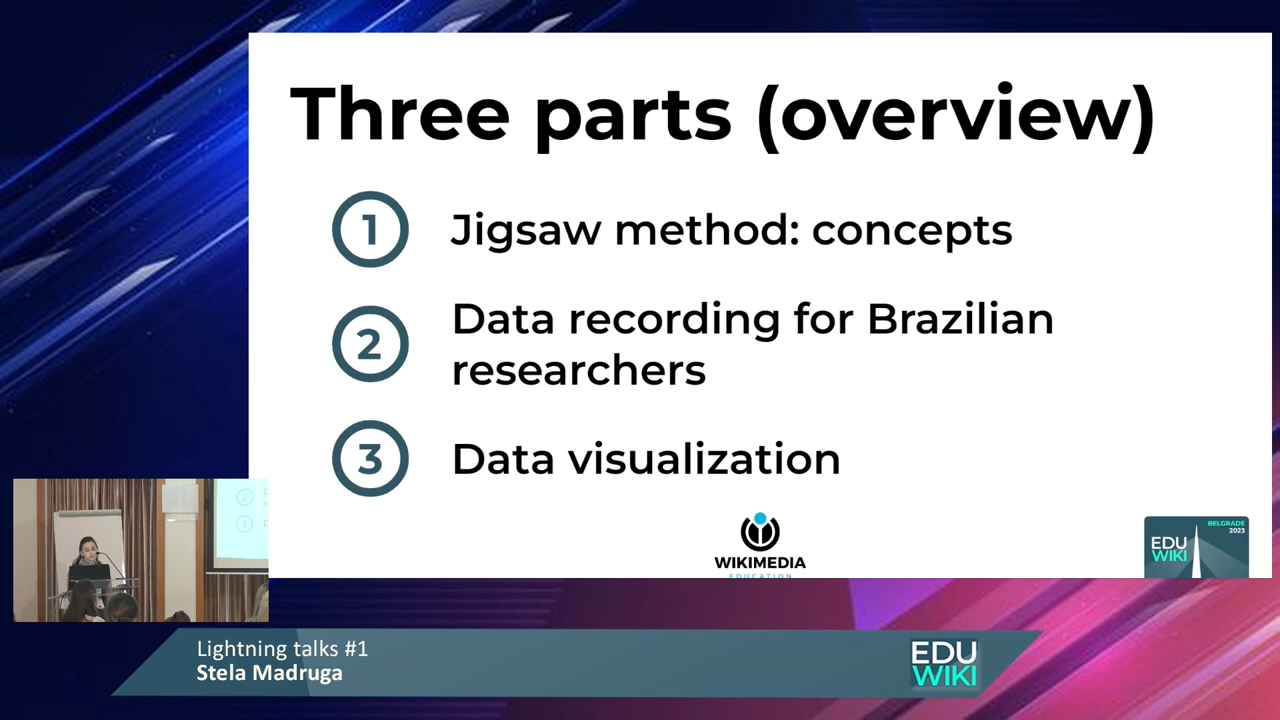 Three parts (overview)
1
Jigsaw method: concepts
2
Data recording for Brazilian
researchers
3
Data visualization
WIKIMEDIA
EDUCATION
BELGRADE
2023
EDU
WIKI
Lightning talks #1
Stela Madruga
EDU
WIKI